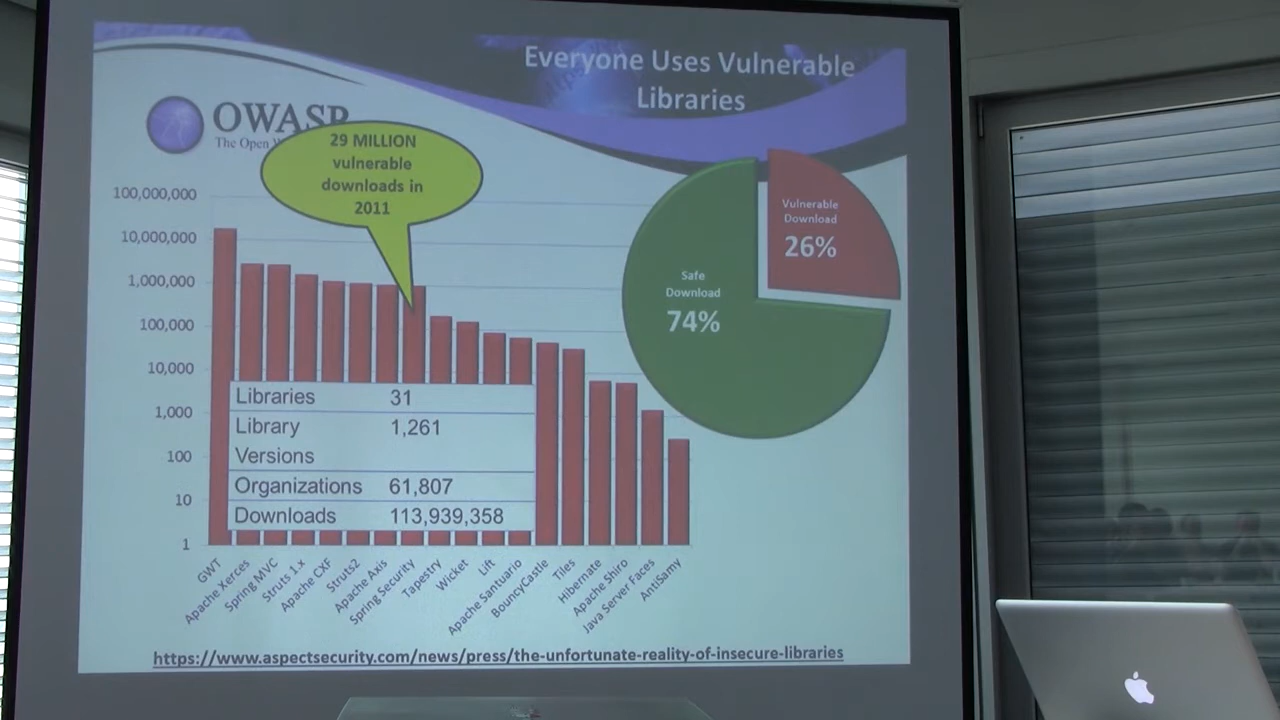 Everyone Uses Vulnerable
Libraries
OWASP
The Open
29 MILLION
vulnerable
downloads in
2011
100,000,000
10,000,000
1,000,000
100,000
10,000
1,000
100
10
1
Vulnerable
Download
26%
Safe
Download
74%
Libraries 31
Library 1,261
Versions
Organizations 61,807
Downloads 113,939,358
GWT
Apache Xerces
Spring MVC
Struts 1.x
Apache CXF
Struts2
Apache Axis
Spring Security
Tapestry
Wicket
Lift
Apache Santuario
BouncyCastle
Tiles
Hibernate
Apache Shiro
Java Server Faces
AntiSamy
https://www.aspectsecurity.com/news/press/the-unfortunate-reality-of-insecure-libraries